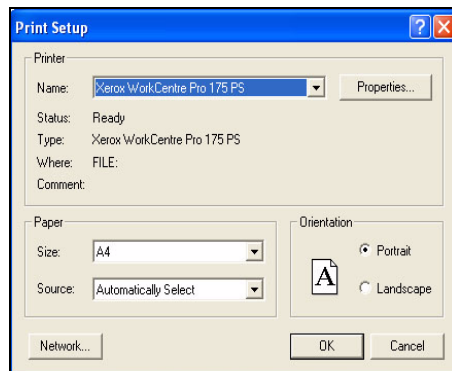 Print Setup
Printer
Name: Xerox WorkCentre Pro 175 PS Properties...
Status: Ready
Type: Xerox WorkCentre Pro 175 PS
Where: FILE:
Comment:
Paper
Size: A4
Source: Automatically Select
Orientation
A
Portrait
Landscape
Network... OK Cancel